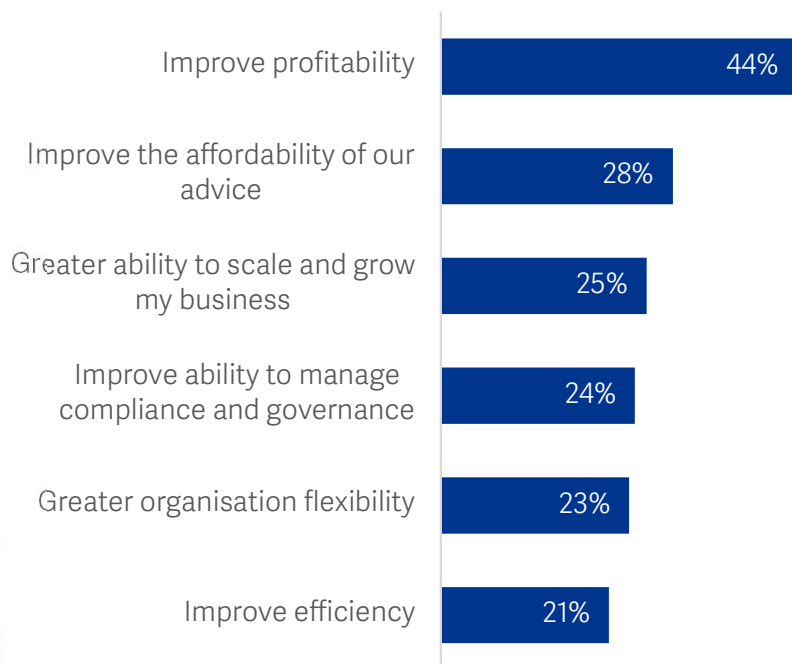 Improve profitability
44%
Improve the affordability of our
advice
28%
Greater ability to scale and grow
my business
25%
Improve ability to manage
compliance and governance
24%
Greater organisation flexibility
23%
Improve efficiency
21%